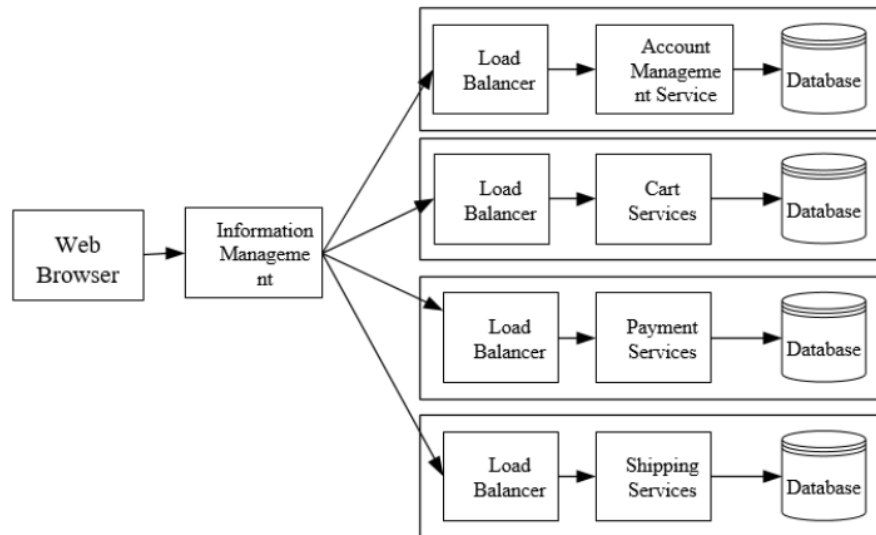 Web
Browser
Information
Manageme
nt
Load
Balancer
Account
Manageme
nt Service
Database
Load
Balancer
Cart
Services
Database
Load
Balancer
Payment
Services
Database
Load
Balancer
Shipping
Services
Database